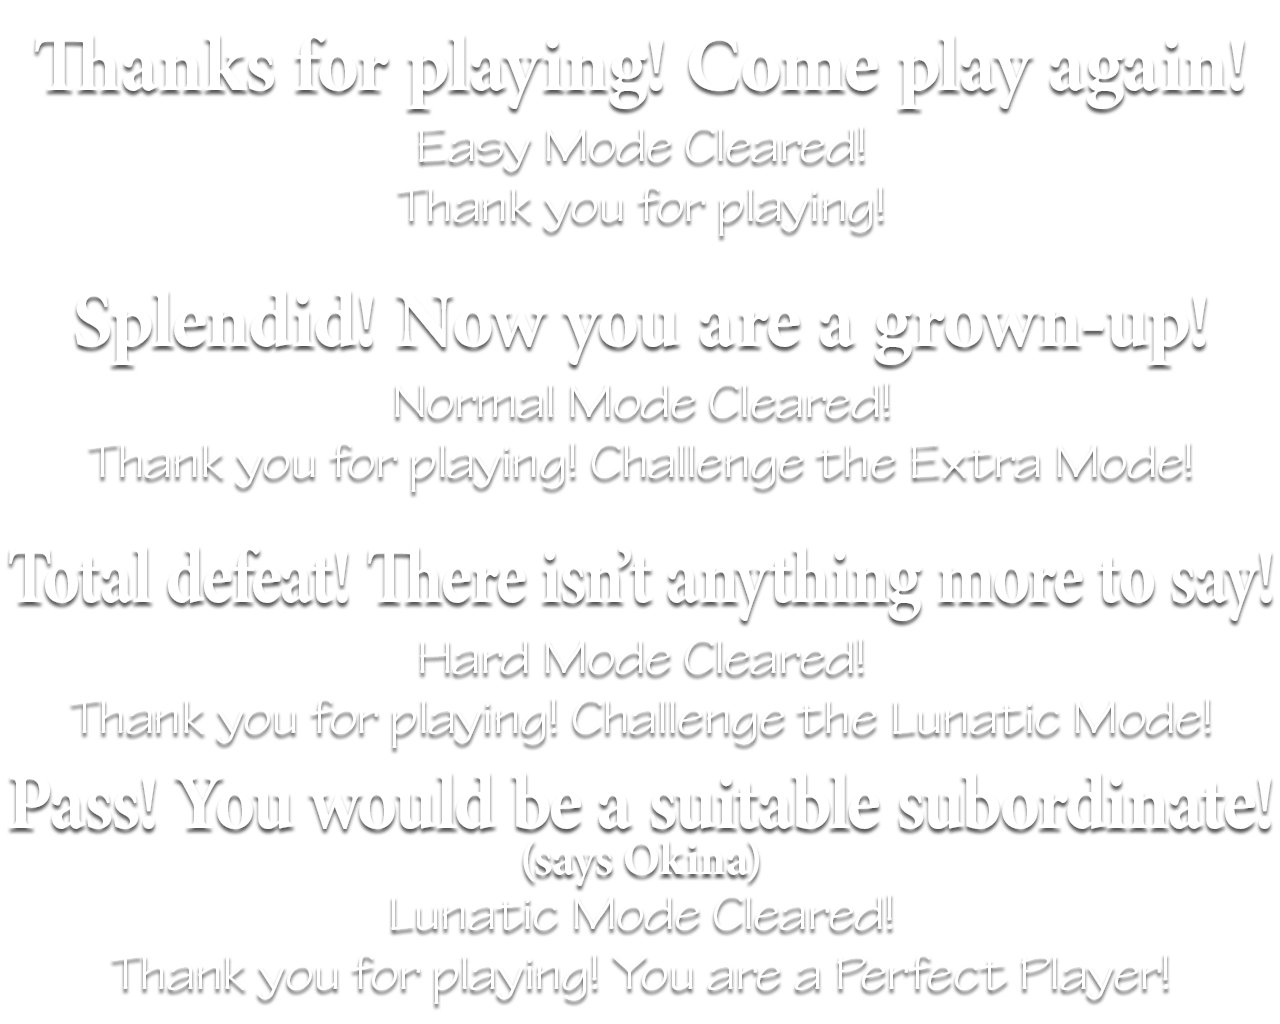 Thanks for playing! Come play again!
Easy Mode Cleared!
Thank you for playing!
Splendid! Now you are a grown-up!
Normal Mode Cleared!
Thank you for playing! Challenge the Extra Mode!
Total defeat! There isn’t anything more to say!
Hard Mode Cleared!
Thank you for playing! Challenge the Lunatic Mode!
Pass! You would be a suitable subordinate!
(says Okina)
Lunatic Mode Cleared!
Thank you for playing! You are a Perfect Player!